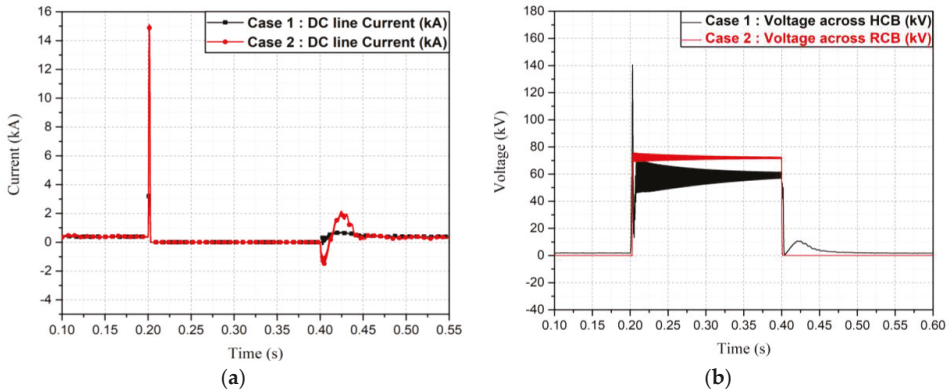 Case 1 : DC line Current (kA)
Case 2 : DC line Current (kA)
16
14
12
10
8
6
4
2
0
-2
-4
Current (kA)
0.10 0.15 0.20 0.25 0.30 0.35 0.40 0.45 0.50 0.55
Time (s)
(a)
Case 1 : Voltage across HCB (kV)
Case 2 : Voltage across RCB (kV)
180
160
140
120
100
80
60
40
20
0
-20
-40
Voltage (kV)
0.10 0.15 0.20 0.25 0.30 0.35 0.40 0.45 0.50 0.55 0.60
Time (s)
(b)